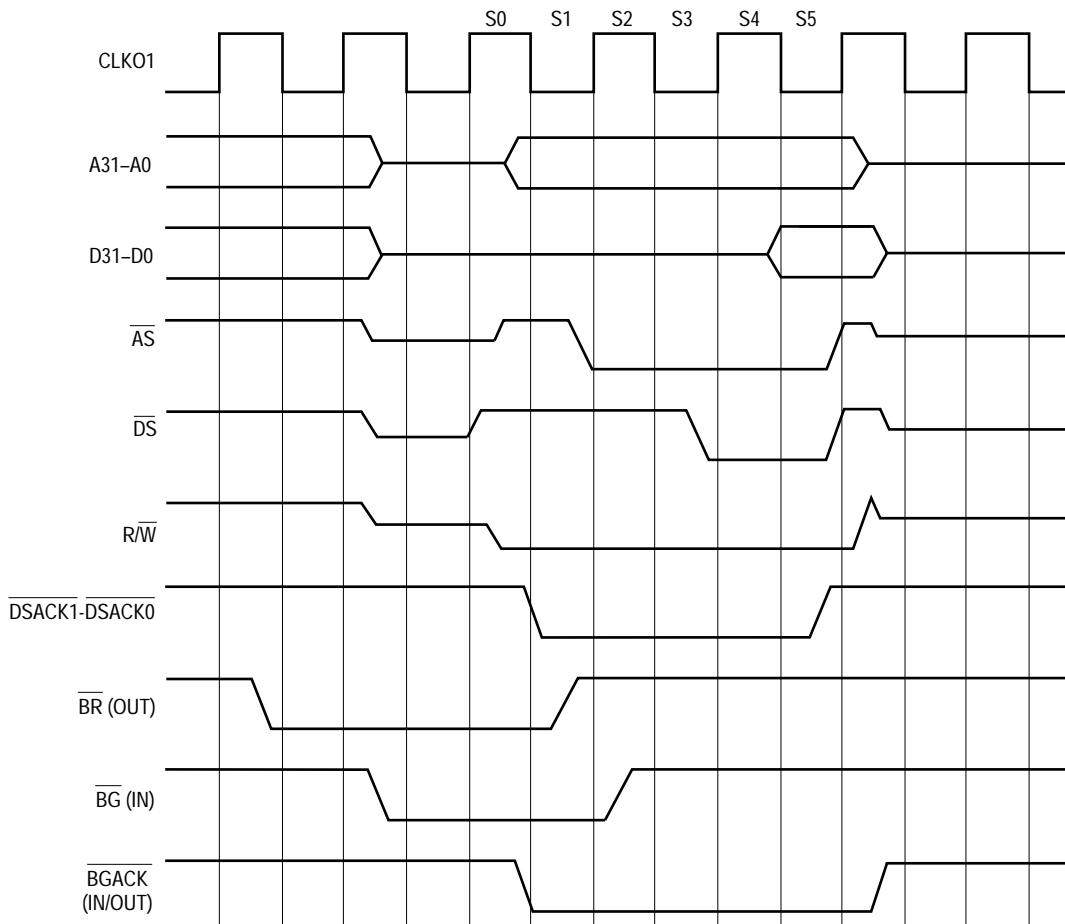 S0 S1 S2 S3 S4 S5
CLKO1
A31–A0
D31–D0
AS
DS
R/W
DSACK1-DSACK0
BR (OUT)
BG (IN)
BGACK
(IN/OUT)